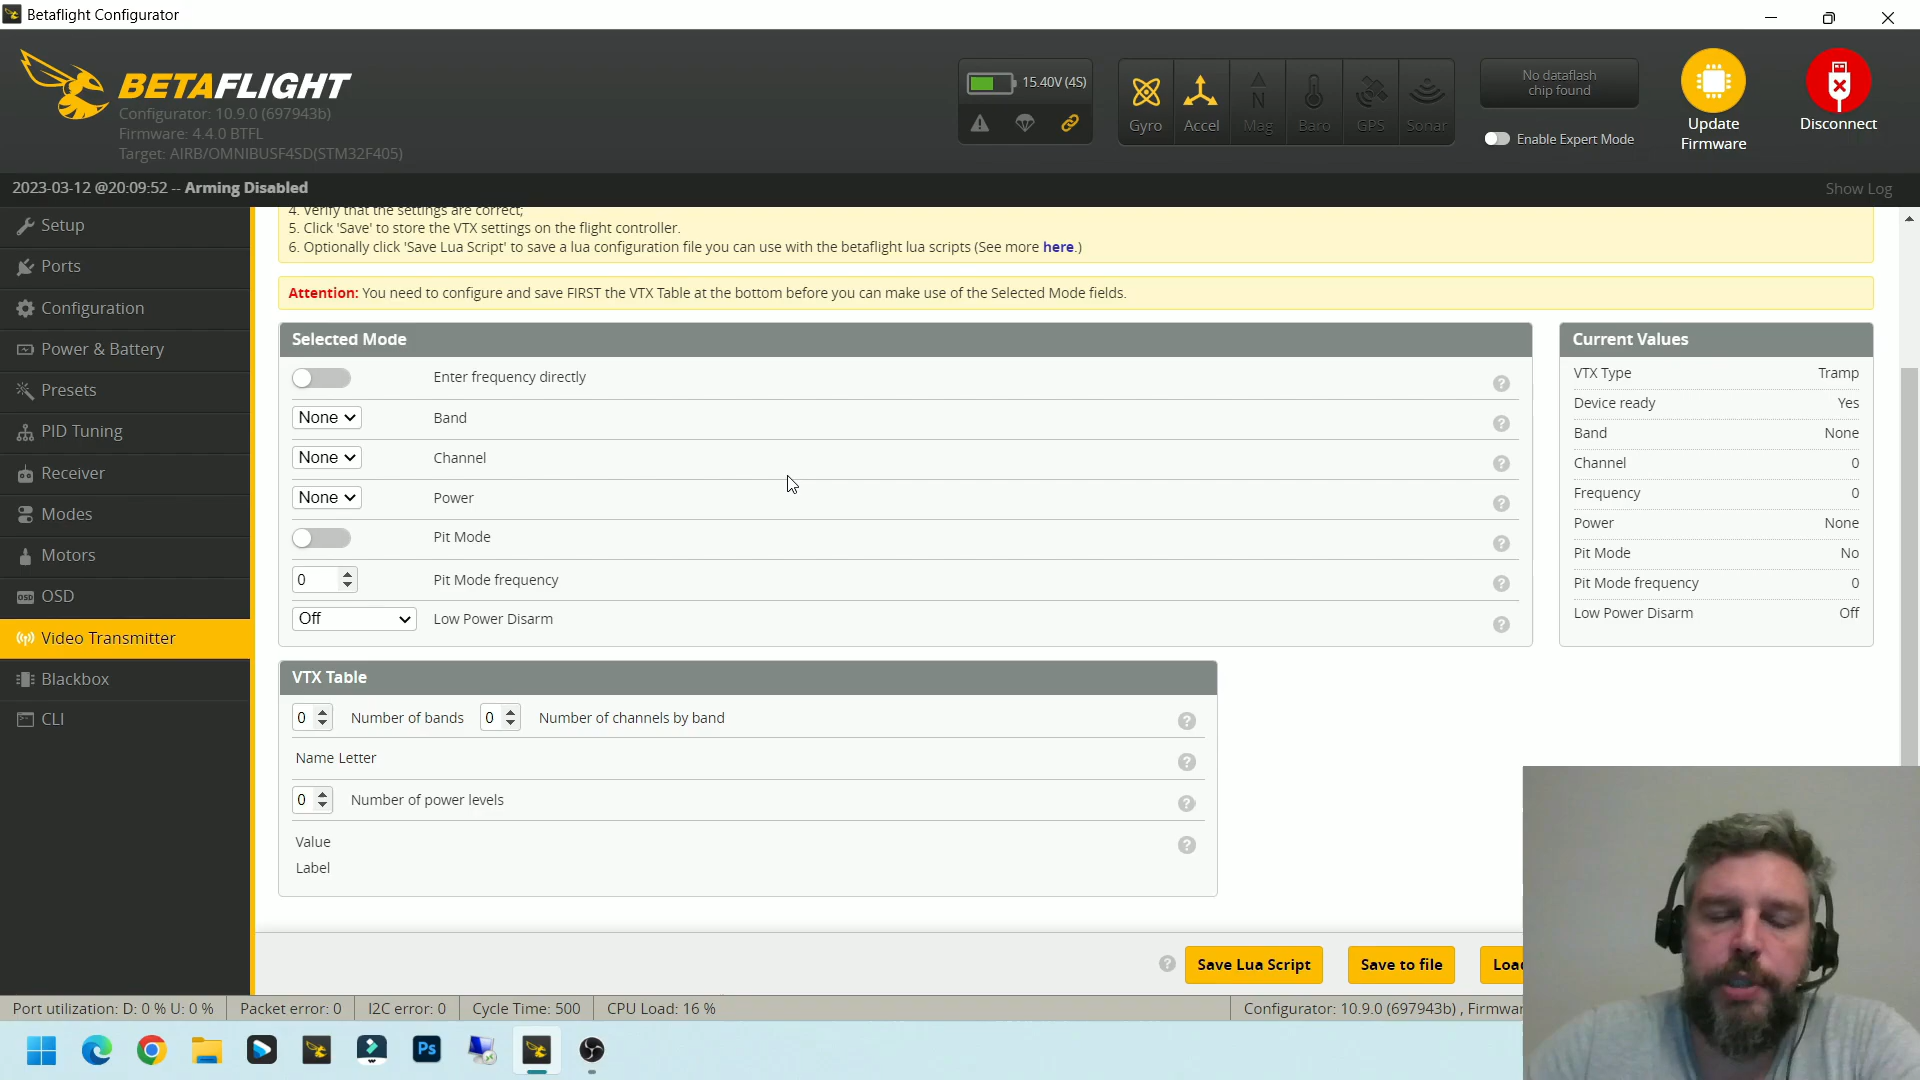 Betaflight Configurator
BETAFLIGHT
Configurator: 10.9.0 (697943b)
Firmware: 4.4.0 BTFL
Target: AIRB/OMNIBUSF4SD(STM32F405)
15.40V (4S)
Gyro
Accel
N
Mag
Baro
GPS
Sonar
No dataflash
chip found
Enable Expert Mode
Update
Firmware
Disconnect
2023-03-12 @20:09:52 -- Arming Disabled
Show Log
Setup
Ports
Configuration
Power & Battery
Presets
PID Tuning
Receiver
Modes
Motors
OSD
Video Transmitter
Blackbox
CLI
4. Verify that the settings are correct;
5. Click 'Save' to store the VTX settings on the flight controller.
6. Optionally click 'Save Lua Script' to save a lua configuration file you can use with the betaflight lua scripts (See more here.)
Attention: You need to configure and save FIRST the VTX Table at the bottom before you can make use of the Selected Mode fields.
Selected Mode
Enter frequency directly
None Band
None Channel
None Power
Pit Mode
0 Pit Mode frequency
Off Low Power Disarm
Current Values
VTX Type Tramp
Device ready Yes
Band None
Channel 0
Frequency 0
Power None
Pit Mode No
Pit Mode frequency 0
Low Power Disarm Off
VTX Table
0 Number of bands 0 Number of channels by band
Name Letter
0 Number of power levels
Value
Label
Save Lua Script
Save to file
Loa
Port utilization: D: 0 % U: 0 %
Packet error: 0
I2C error: 0
Cycle Time: 500
CPU Load: 16 %
Configurator: 10.9.0 (697943b) , Firmwar
Ps